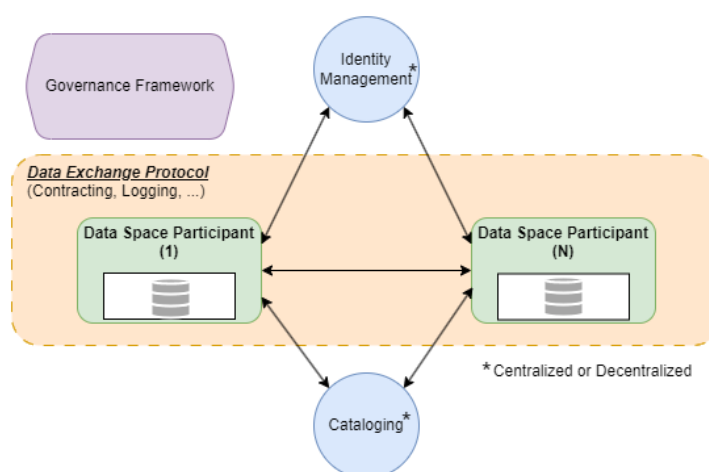 Identity
Management*
Governance Framework
Data Exchange Protocol
(Contracting, Logging, ...)
Data Space Participant
(1)
Data Space Participant
(N)
* Centralized or Decentralized
Cataloging*